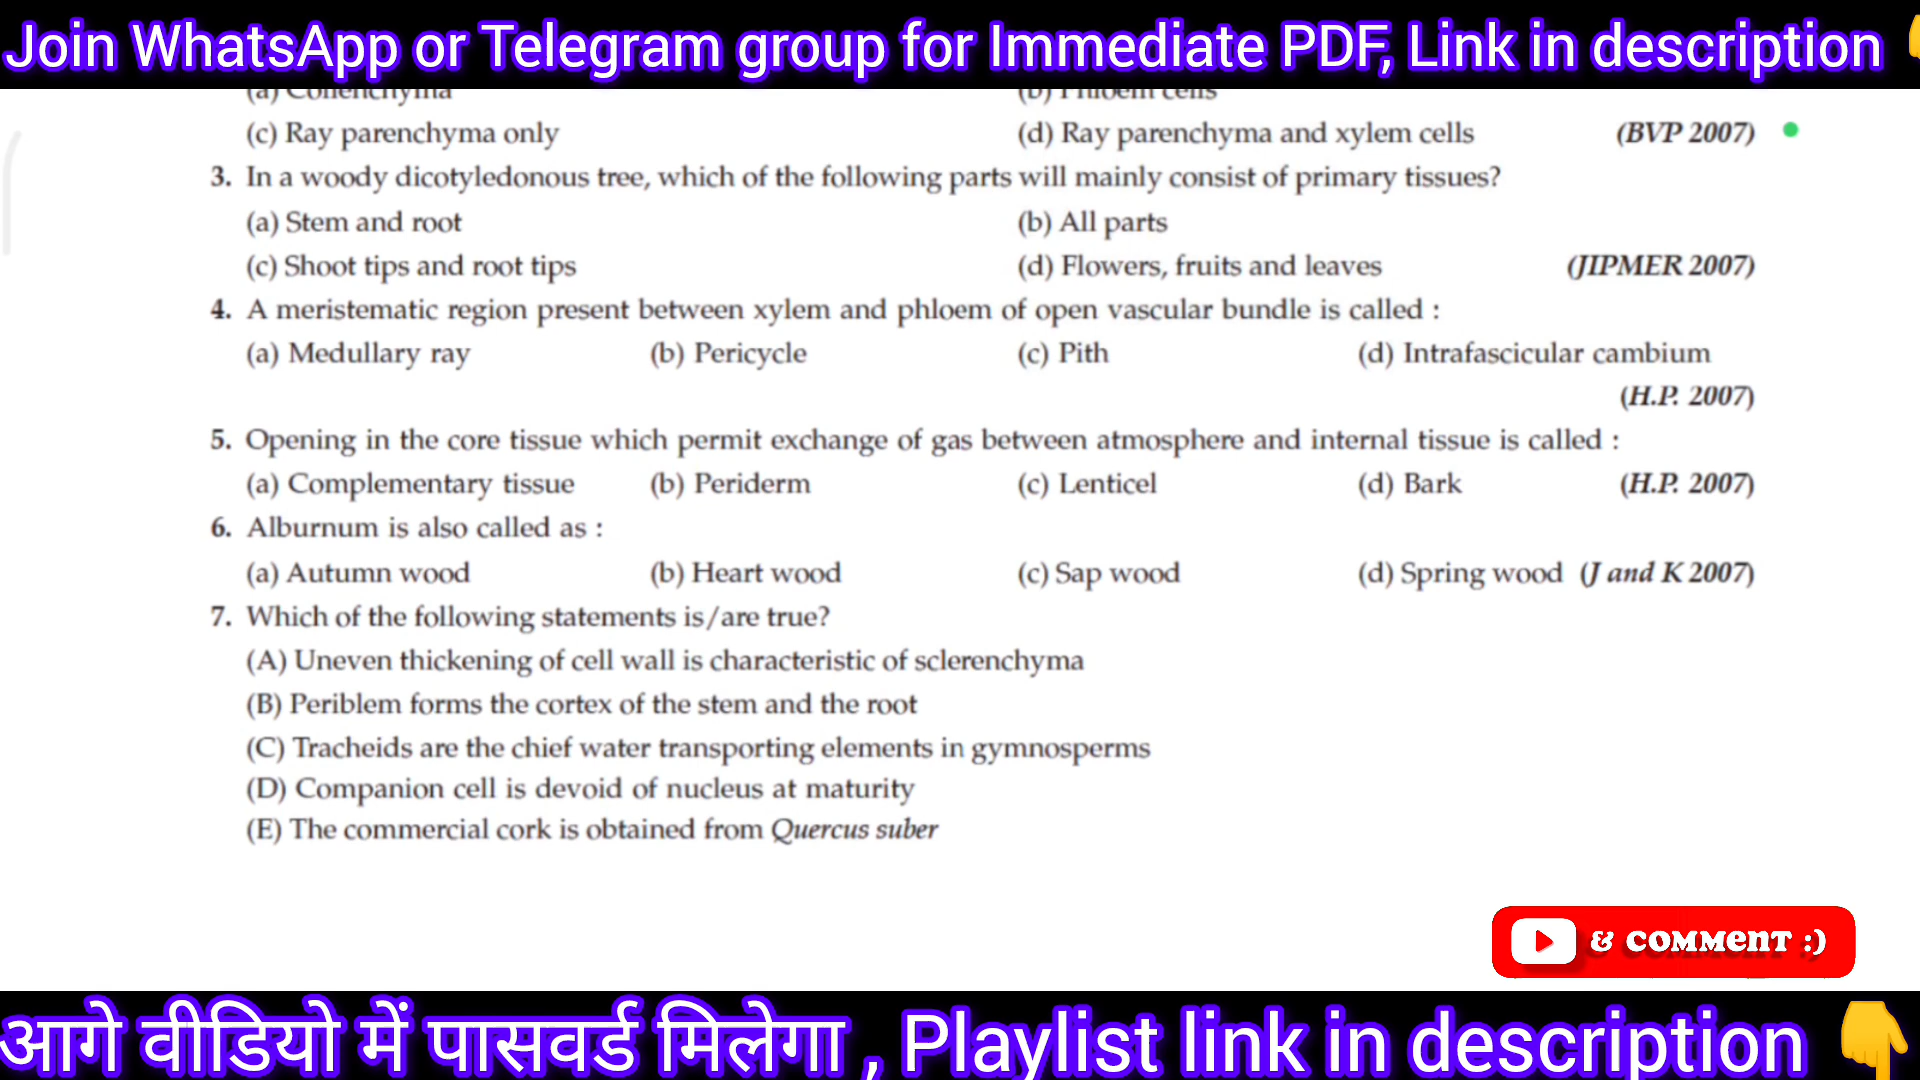 Join WhatsApp or Telegram group for Immediate PDF, Link in description
(a) Collenchyma (b) Phloem cells
(c) Ray parenchyma only (d) Ray parenchyma and xylem cells (BVP 2007)
3. In a woody dicotyledonous tree, which of the following parts will mainly consist of primary tissues?
(a) Stem and root (b) All parts
(c) Shoot tips and root tips (d) Flowers, fruits and leaves (JIPMER 2007)
4. A meristematic region present between xylem and phloem of open vascular bundle is called :
(a) Medullary ray (b) Pericycle (c) Pith (d) Intrafascicular cambium
(H.P. 2007)
5. Opening in the core tissue which permit exchange of gas between atmosphere and internal tissue is called :
(a) Complementary tissue (b) Periderm (c) Lenticel (d) Bark (H.P. 2007)
6. Alburnum is also called as :
(a) Autumn wood (b) Heart wood (c) Sap wood (d) Spring wood (J and K 2007)
7. Which of the following statements is/are true?
(A) Uneven thickening of cell wall is characteristic of sclerenchyma
(B) Periblem forms the cortex of the stem and the root
(C) Tracheids are the chief water transporting elements in gymnosperms
(D) Companion cell is devoid of nucleus at maturity
(E) The commercial cork is obtained from Quercus suber
& COMMENT :)
आगे वीडियो में पासवर्ड मिलेगा , Playlist link in description